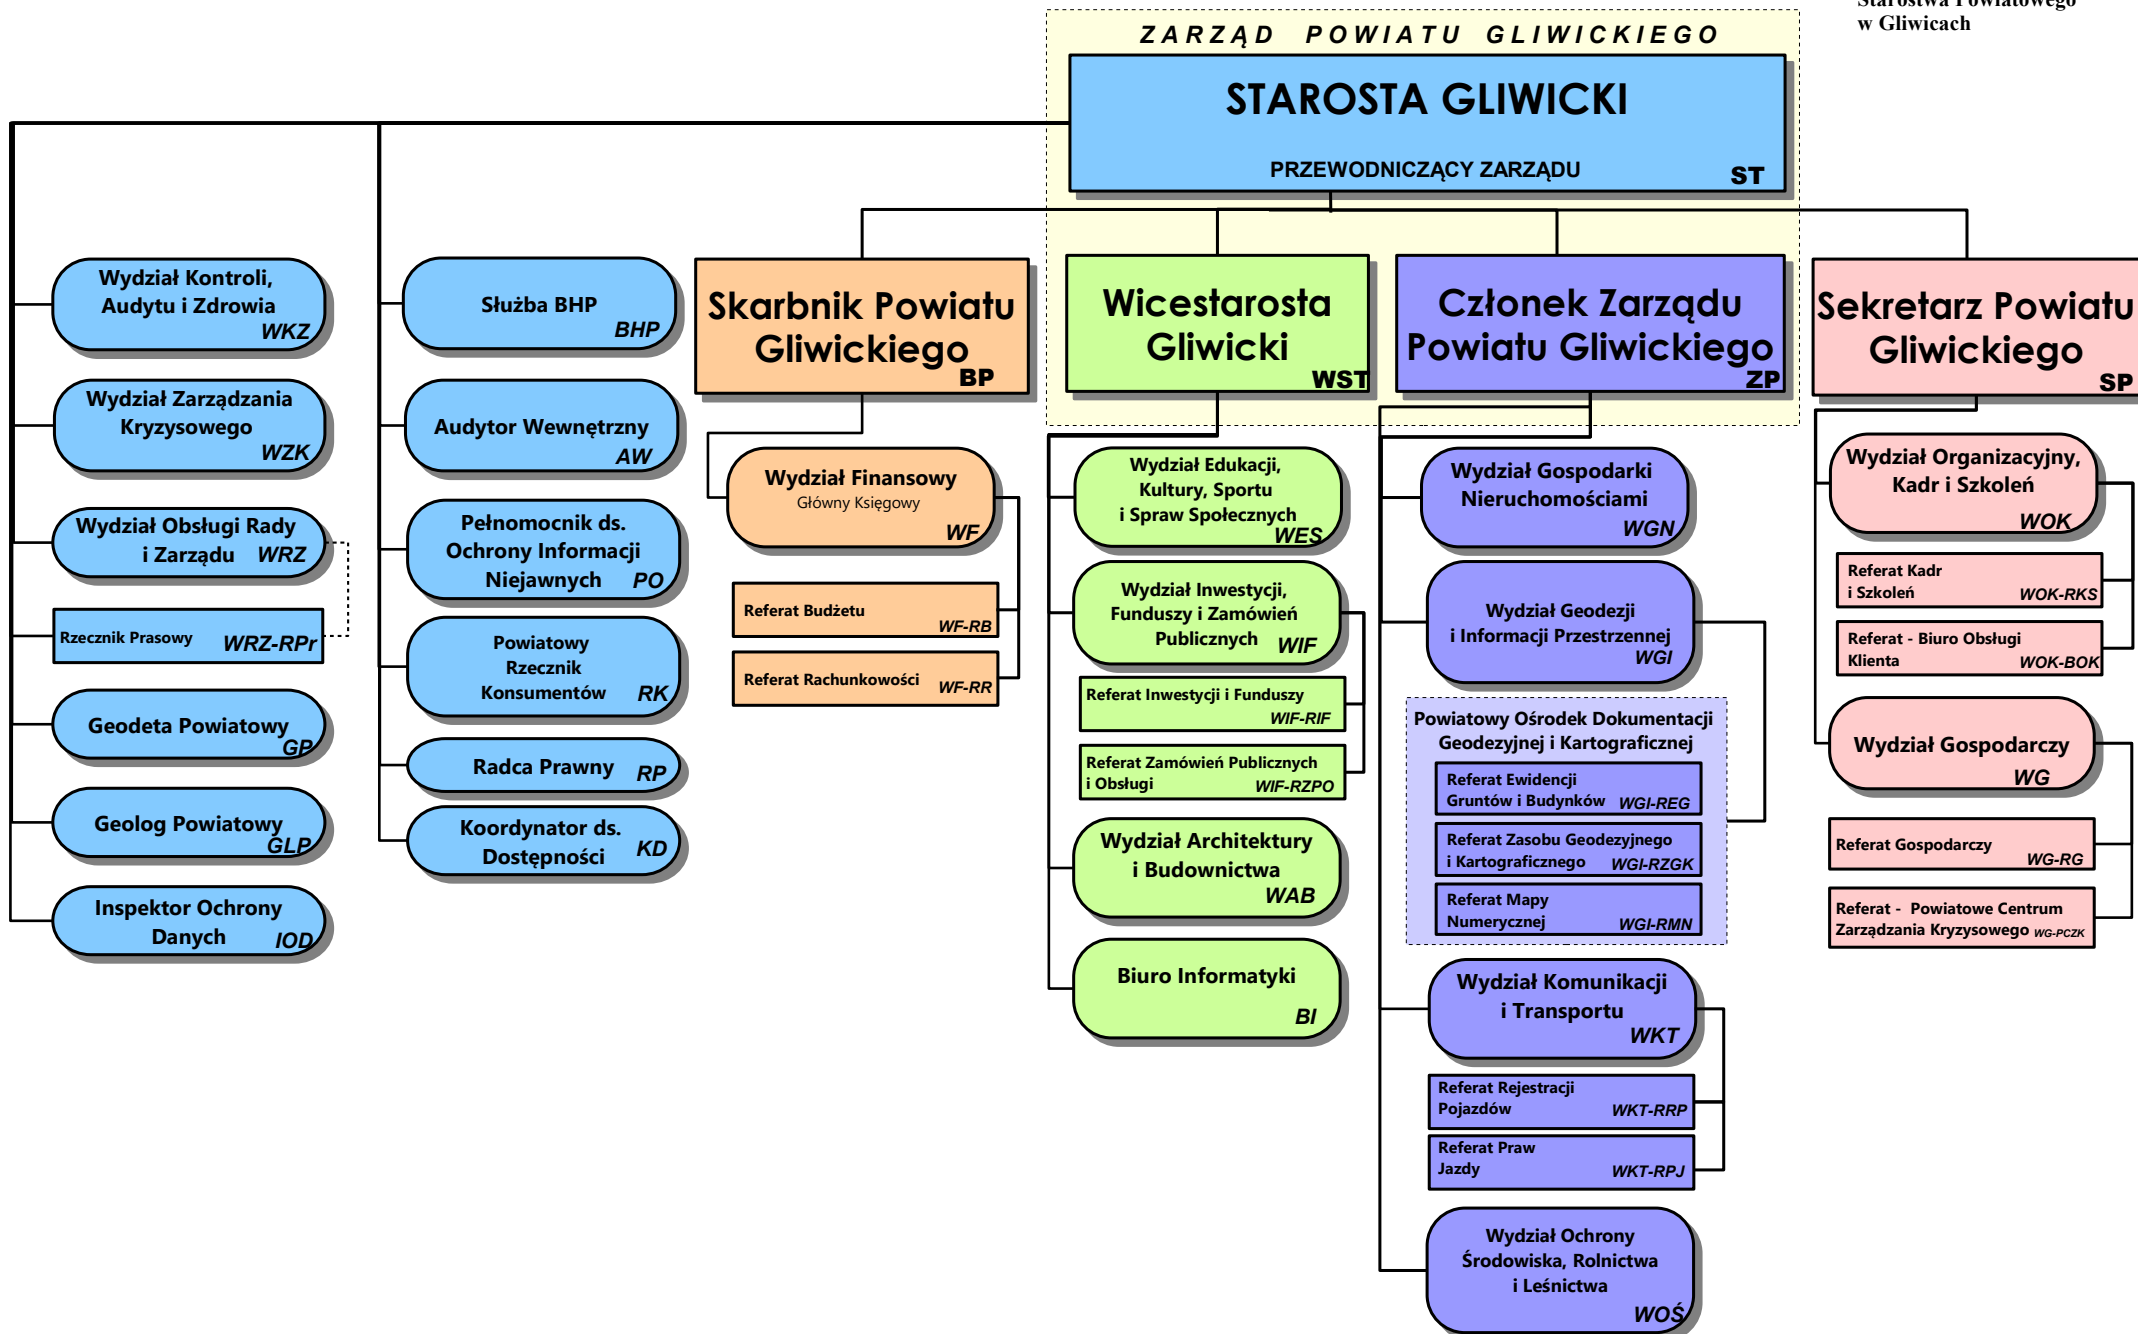 Starostwa Powiatowego
w Gliwicach
ZARZĄD POWIATU GLIWICKIEGO
STAROSTA GLIWICKI
PRZEWODNICZĄCY ZARZĄDU
ST
Wydział Kontroli,
Audytu i Zdrowia
WKZ
Wydział Zarządzania
Kryzysowego
WZK
Wydział Obsługi Rady
i Zarządu WRZ
Rzecznik Prasowy WRZ-RPr
Geodeta Powiatowy
GP
Geolog Powiatowy
GLP
Inspektor Ochrony
Danych IOD
Służba BHP
BHP
Audytor Wewnętrzny
AW
Pełnomocnik ds.
Ochrony Informacji
Niejawnych PO
Powiatowy
Rzecznik
Konsumentów RK
Radca Prawny RP
Koordynator ds.
Dostępności KD
Skarbnik Powiatu
Gliwickiego
BP
Wydział Finansowy
Główny Księgowy
WF
Referat Budżetu
WF-RB
Referat Rachunkowości WF-RR
Wicestarosta
Gliwicki
WST
Wydział Edukacji,
Kultury, Sportu
i Spraw Społecznych
WES
Wydział Inwestycji,
Funduszy i Zamówień
Publicznych WIF
Referat Inwestycji i Funduszy
WIF-RIF
Referat Zamówień Publicznych
i Obsługi WIF-RZPO
Wydział Architektury
i Budownictwa
WAB
Biuro Informatyki
BI
Członek Zarządu
Powiatu Gliwickiego
ZP
Wydział Gospodarki
Nieruchomościami
WGN
Wydział Geodezji
i Informacji Przestrzennej
WGI
Powiatowy Ośrodek Dokumentacji
Geodezyjnej i Kartograficznej
Referat Ewidencji
Gruntów i Budynków WGI-REG
Referat Zasobu Geodezyjnego
i Kartograficznego WGI-RZGK
Referat Mapy
Numerycznej WGI-RMN
Wydział Komunikacji
i Transportu
WKT
Referat Rejestracji
Pojazdów WKT-RRP
Referat Praw
Jazdy WKT-RPJ
Wydział Ochrony
Środowiska, Rolnictwa
i Leśnictwa
WOŚ
Sekretarz Powiatu
Gliwickiego
SP
Wydział Organizacyjny,
Kadr i Szkoleń
WOK
Referat Kadr
i Szkoleń WOK-RKS
Referat - Biuro Obsługi
Klienta WOK-BOK
Wydział Gospodarczy
WG
Referat Gospodarczy
WG-RG
Referat - Powiatowe Centrum
Zarządzania Kryzysowego WG-PCZK